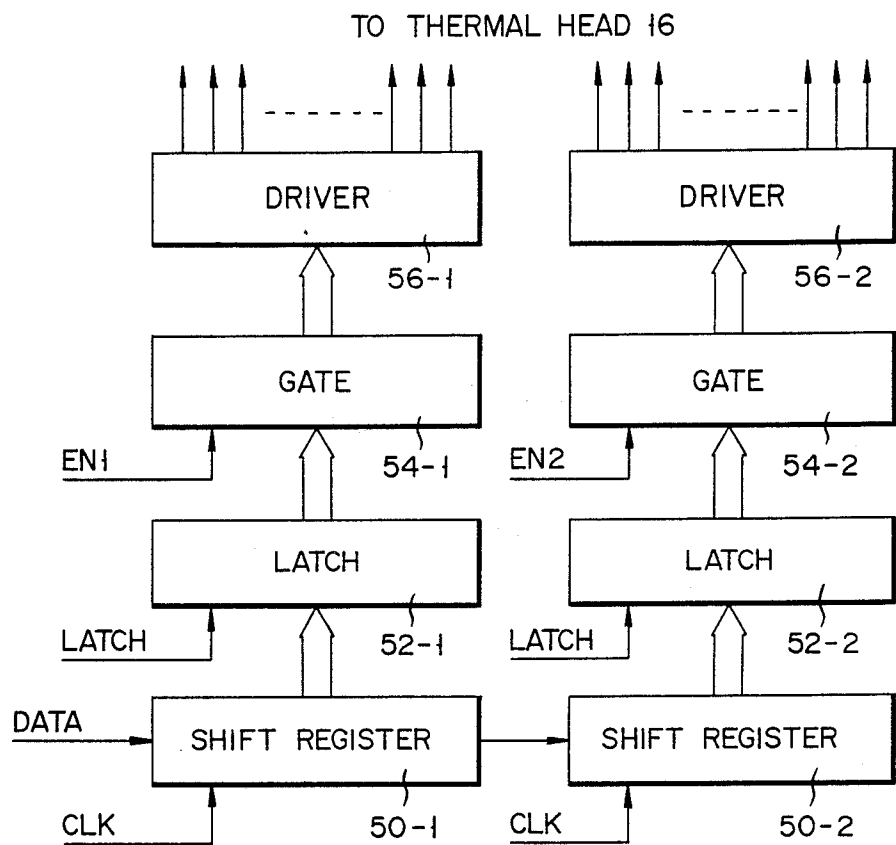 TO THERMAL HEAD 16
DRIVER DRIVER
56-1 56-2
GATE GATE
EN1 54-1 EN2 54-2
LATCH LATCH
LATCH 52-1 LATCH 52-2
DATA SHIFT REGISTER SHIFT REGISTER
CLK 50-1 CLK 50-2